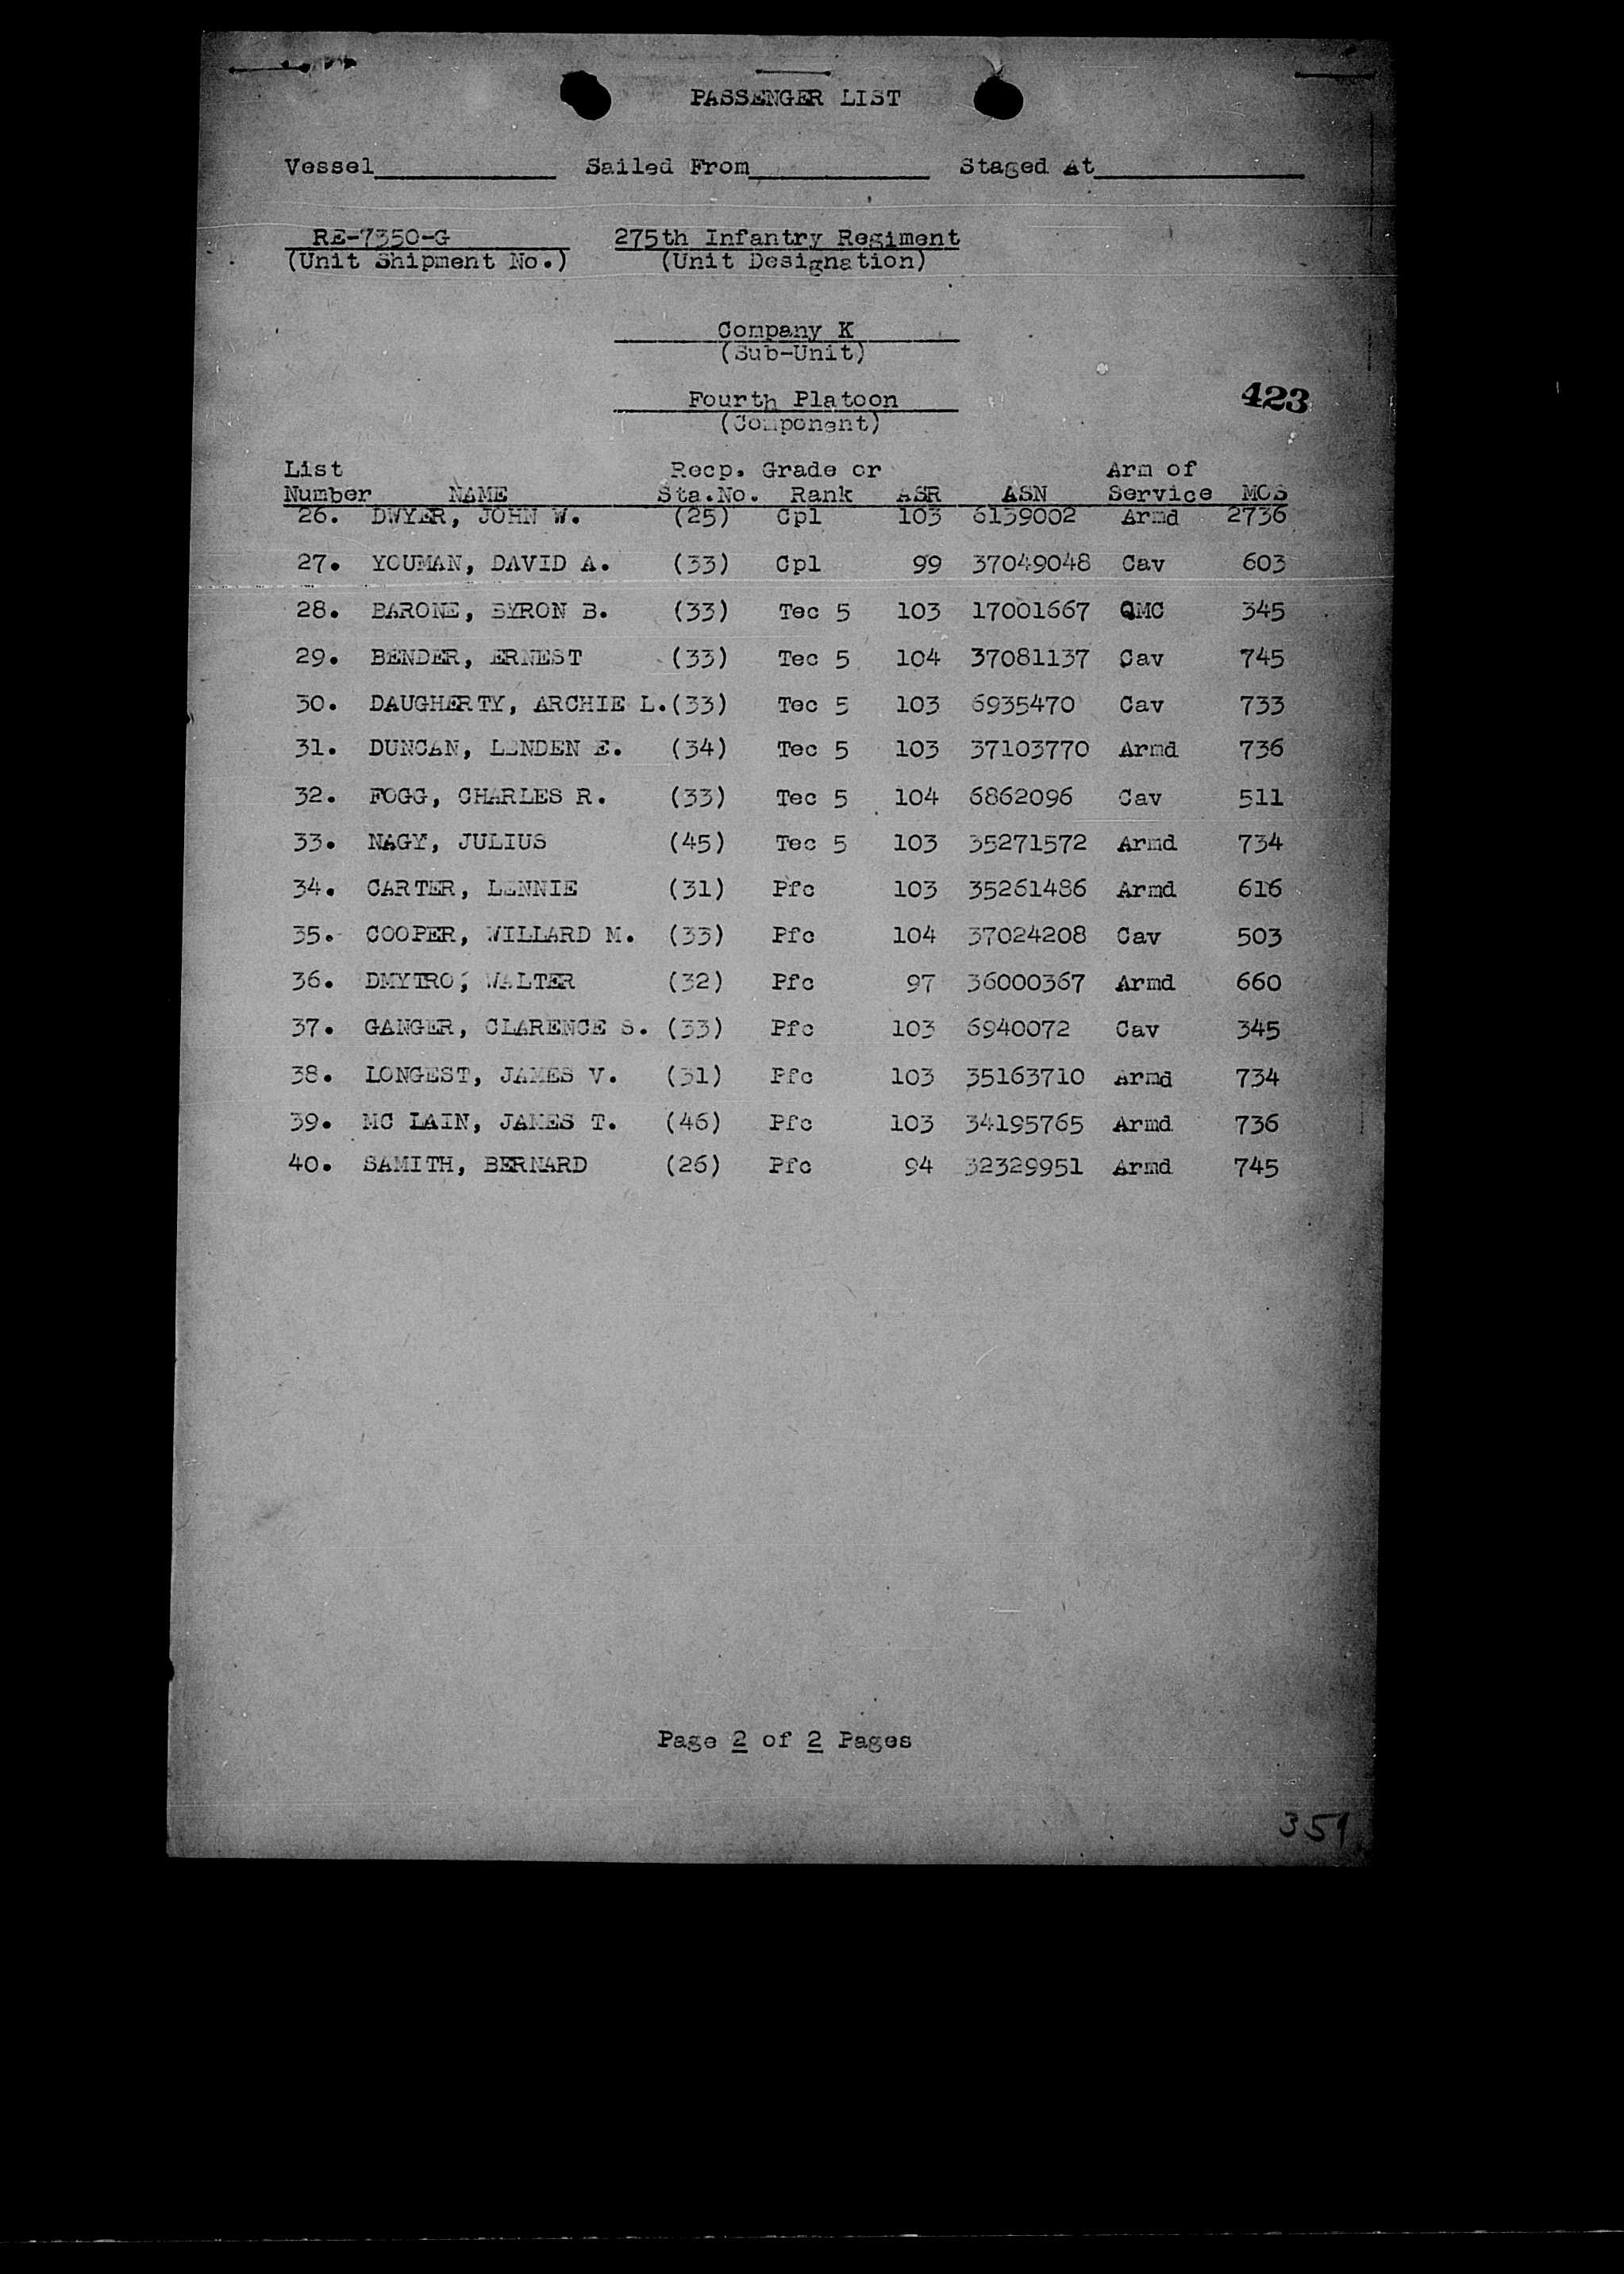 PASSENGER LIST
Vessel____________ Sailed From____________ Staged At______________
RE-7350-G 275th Infantry Regiment
(Unit Shipment No.) (Unit Designation)
Company K
(Sub-Unit)
Fourth Platoon
423
(Component)
List Recp. Grade or Arm of
Number NAME Sta.No. Rank ASR ASN Service MOS
26. DWYER, JOHN W. (25) Cpl 103 6139002 Armd 2736
27. YOUMAN, DAVID A. (33) Cpl 99 37049048 Cav 603
28. BARONE, BYRON B. (33) Tec 5 103 17001667 QMC 345
29. BENDER, ERNEST (33) Tec 5 104 37081137 Cav 745
30. DAUGHERTY, ARCHIE L.(33) Tec 5 103 6935470 Cav 733
31. DUNCAN, LENDEN E. (34) Tec 5 103 37103770 Armd 736
32. FOGG, CHARLES R. (33) Tec 5 104 6862096 Cav 511
33. NAGY, JULIUS (45) Tec 5 103 35271572 Armd 734
34. CARTER, LENNIE (31) Pfc 103 35261486 Armd 616
35. COOPER, WILLARD M. (33) Pfc 104 37024208 Cav 503
36. DMYTRO, WALTER (32) Pfc 97 36000367 Armd 660
37. GANGER, CLARENCE S. (33) Pfc 103 6940072 Cav 345
38. LONGEST, JAMES V. (31) Pfc 103 35163710 Armd 734
39. MC LAIN, JAMES T. (46) Pfc 103 34195765 Armd 736
40. SAMITH, BERNARD (26) Pfc 94 32329951 Armd 745
Page 2 of 2 Pages
351